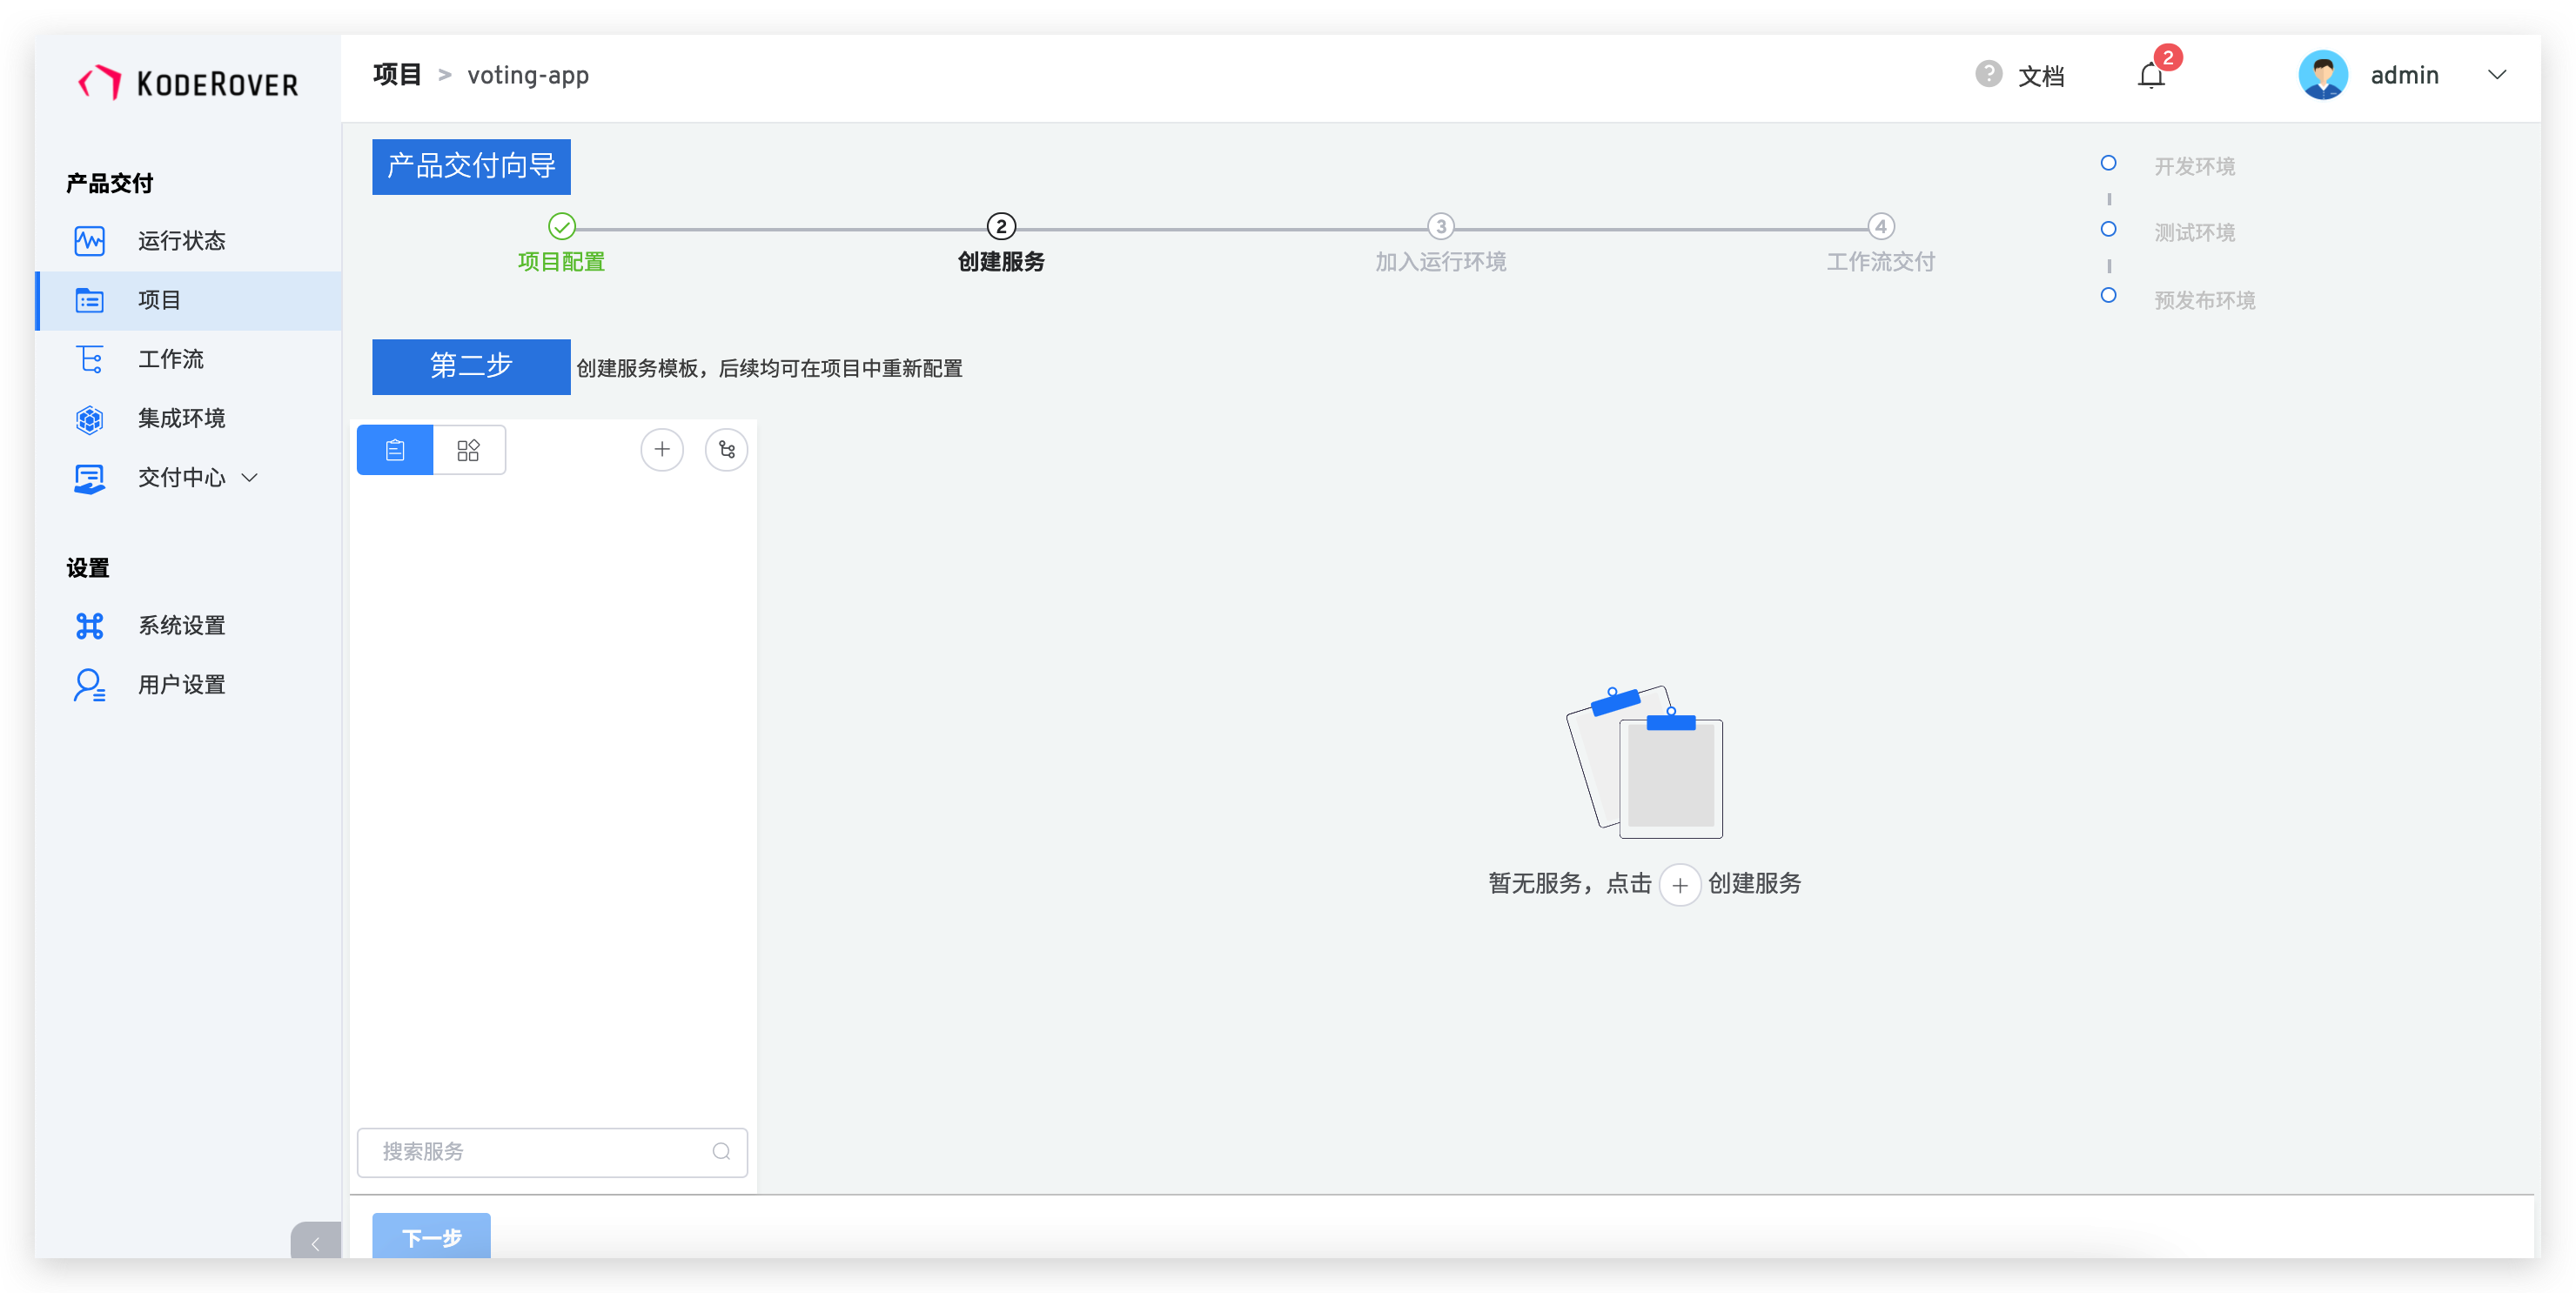 KODEROVER
项目 > voting-app
? 文档
2
admin
产品交付
运行状态
项目
工作流
集成环境
交付中心
设置
系统设置
用户设置
产品交付向导
项目配置
2
创建服务
3
加入运行环境
4
工作流交付
开发环境
测试环境
预发布环境
第二步 创建服务模板，后续均可在项目中重新配置
暂无服务，点击 + 创建服务
搜索服务
下一步